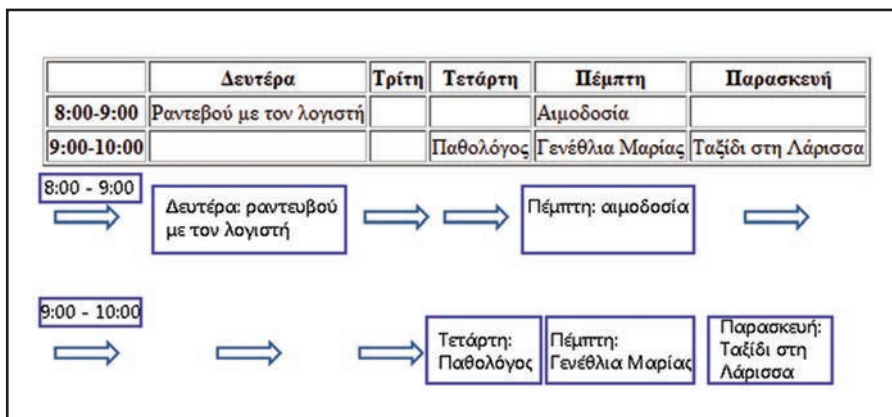 Δευτέρα Τρίτη Τετάρτη Πέμπτη Παρασκευή
8:00-9:00 Ραντεβού με τον λογιστή Αιμοδοσία
9:00-10:00 Παθολόγος Γενέθλια Μαρίας Ταξίδι στη Λάρισσα
8:00 - 9:00
Δευτέρα: ραντευβού
με τον λογιστή
Πέμπτη: αιμοδοσία
9:00 - 10:00
Τετάρτη:
Παθολόγος
Πέμπτη:
Γενέθλια Μαρίας
Παρασκευή:
Ταξίδι στη
Λάρισσα